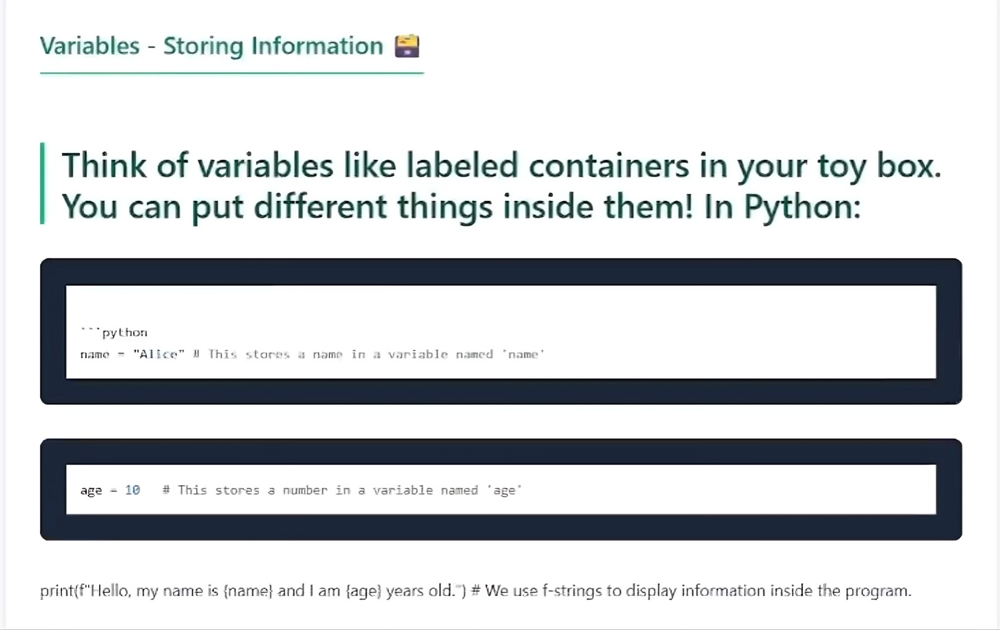 Variables - Storing Information
Think of variables like labeled containers in your toy box.
You can put different things inside them! In Python:
```python
name = "Alice" # This stores a name in a variable named 'name'
age = 10   # This stores a number in a variable named 'age'
print(f"Hello, my name is {name} and I am {age} years old.") # We use f-strings to display information inside the program.